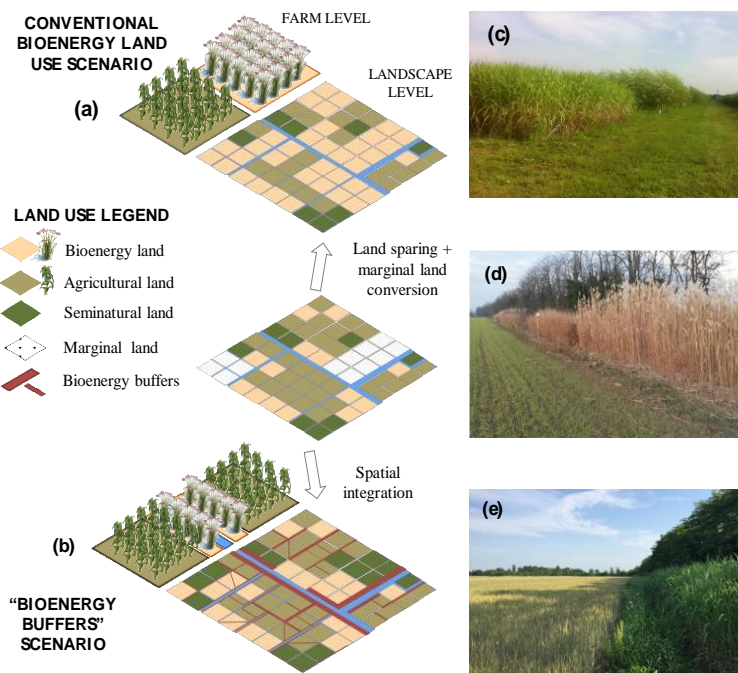 CONVENTIONAL
BIOENERGY LAND
USE SCENARIO
(a)
FARM LEVEL
LANDSCAPE
LEVEL
(c)
LAND USE LEGEND
Bioenergy land
Agricultural land
Seminatural land
Marginal land
Bioenergy buffers
Land sparing +
marginal land
conversion
(d)
Spatial
integration
(b)
"BIOENERGY
BUFFERS"
SCENARIO
(e)